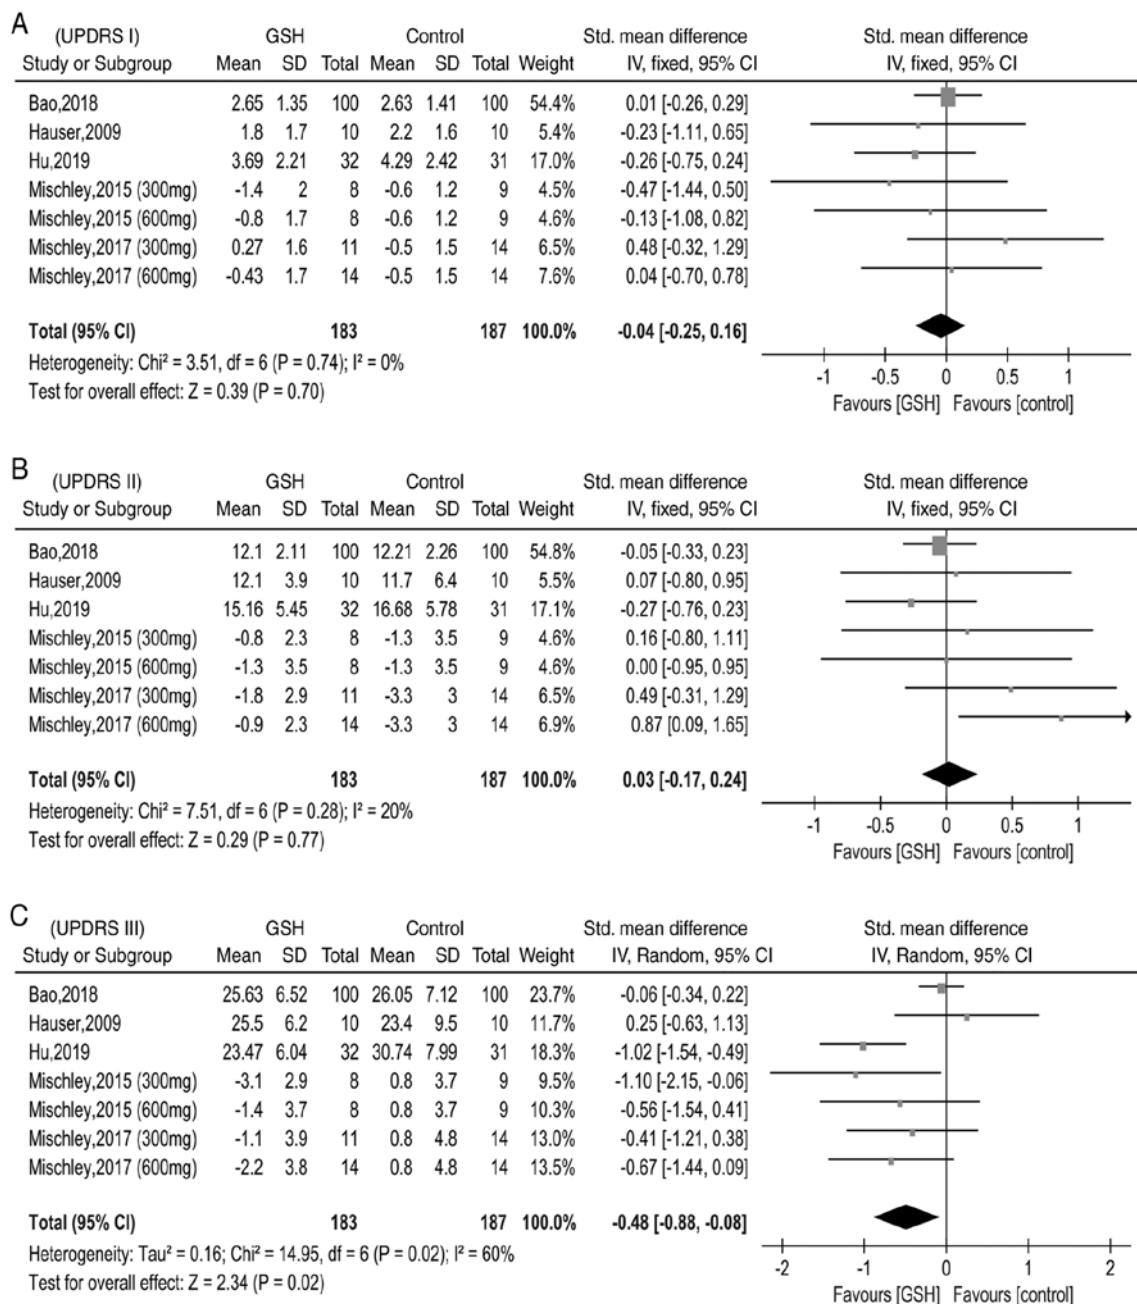 A
(UPDRS I) GSH Control Std. mean difference Std. mean difference
Study or Subgroup Mean SD Total Mean SD Total Weight IV, fixed, 95% CI IV, fixed, 95% CI
Bao,2018 2.65 1.35 100 2.63 1.41 100 54.4% 0.01 [-0.26, 0.29]
Hauser,2009 1.8 1.7 10 2.2 1.6 10 5.4% -0.23 [-1.11, 0.65]
Hu,2019 3.69 2.21 32 4.29 2.42 31 17.0% -0.26 [-0.75, 0.24]
Mischley,2015 (300mg) -1.4 2 8 -0.6 1.2 9 4.5% -0.47 [-1.44, 0.50]
Mischley,2015 (600mg) -0.8 1.7 8 -0.6 1.2 9 4.6% -0.13 [-1.08, 0.82]
Mischley,2017 (300mg) 0.27 1.6 11 -0.5 1.5 14 6.5% 0.48 [-0.32, 1.29]
Mischley,2017 (600mg) -0.43 1.7 14 -0.5 1.5 14 7.6% 0.04 [-0.70, 0.78]
Total (95% CI) 183 187 100.0% -0.04 [-0.25, 0.16]
Heterogeneity: Chi² = 3.51, df = 6 (P = 0.74); I² = 0%
Test for overall effect: Z = 0.39 (P = 0.70)
-1 -0.5 0 0.5 1
Favours [GSH] Favours [control]
B
(UPDRS II) GSH Control Std. mean difference Std. mean difference
Study or Subgroup Mean SD Total Mean SD Total Weight IV, fixed, 95% CI IV, fixed, 95% CI
Bao,2018 12.1 2.11 100 12.21 2.26 100 54.8% -0.05 [-0.33, 0.23]
Hauser,2009 12.1 3.9 10 11.7 6.4 10 5.5% 0.07 [-0.80, 0.95]
Hu,2019 15.16 5.45 32 16.68 5.78 31 17.1% -0.27 [-0.76, 0.23]
Mischley,2015 (300mg) -0.8 2.3 8 -1.3 3.5 9 4.6% 0.16 [-0.80, 1.11]
Mischley,2015 (600mg) -1.3 3.5 8 -1.3 3.5 9 4.6% 0.00 [-0.95, 0.95]
Mischley,2017 (300mg) -1.8 2.9 11 -3.3 3 14 6.5% 0.49 [-0.31, 1.29]
Mischley,2017 (600mg) -0.9 2.3 14 -3.3 3 14 6.9% 0.87 [0.09, 1.65]
Total (95% CI) 183 187 100.0% 0.03 [-0.17, 0.24]
Heterogeneity: Chi² = 7.51, df = 6 (P = 0.28); I² = 20%
Test for overall effect: Z = 0.29 (P = 0.77)
-1 -0.5 0 0.5 1
Favours [GSH] Favours [control]
C
(UPDRS III) GSH Control Std. mean difference Std. mean difference
Study or Subgroup Mean SD Total Mean SD Total Weight IV, Random, 95% CI IV, Random, 95% CI
Bao,2018 25.63 6.52 100 26.05 7.12 100 23.7% -0.06 [-0.34, 0.22]
Hauser,2009 25.5 6.2 10 23.4 9.5 10 11.7% 0.25 [-0.63, 1.13]
Hu,2019 23.47 6.04 32 30.74 7.99 31 18.3% -1.02 [-1.54, -0.49]
Mischley,2015 (300mg) -3.1 2.9 8 0.8 3.7 9 9.5% -1.10 [-2.15, -0.06]
Mischley,2015 (600mg) -1.4 3.7 8 0.8 3.7 9 10.3% -0.56 [-1.54, 0.41]
Mischley,2017 (300mg) -1.1 3.9 11 0.8 4.8 14 13.0% -0.41 [-1.21, 0.38]
Mischley,2017 (600mg) -2.2 3.8 14 0.8 4.8 14 13.5% -0.67 [-1.44, 0.09]
Total (95% CI) 183 187 100.0% -0.48 [-0.88, -0.08]
Heterogeneity: Tau² = 0.16; Chi² = 14.95, df = 6 (P = 0.02); I² = 60%
Test for overall effect: Z = 2.34 (P = 0.02)
-2 -1 0 1 2
Favours [GSH] Favours [control]